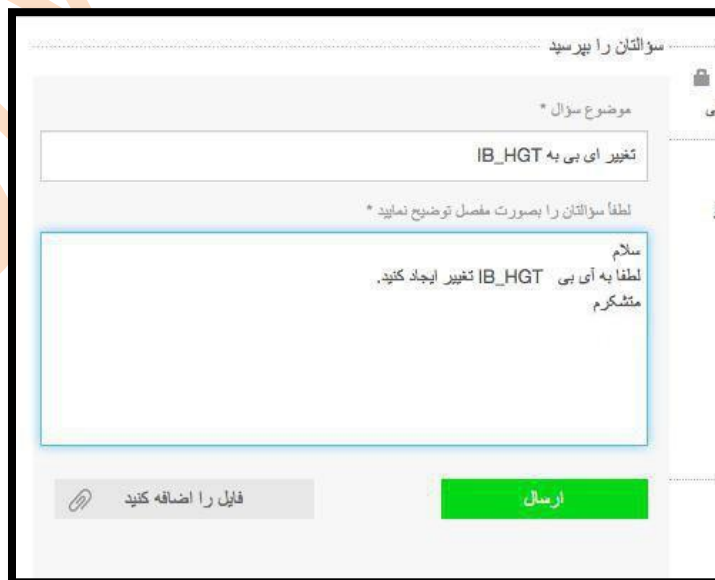 سؤالتان را بپرسید
موضوع سؤال *
تغییر ای بی به IB_HGT
لطفاً سؤالتان را بصورت مفصل توضیح نمایید *
سلام
لطفا به آی بی IB_HGT تغییر ایجاد کنید.
متشکرم
ارسال
فایل را اضافه کنید